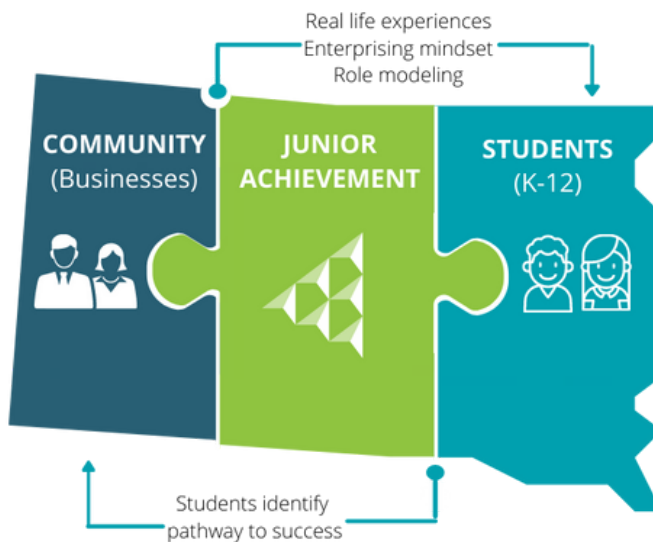 Real life experiences
Enterprising mindset
Role modeling
COMMUNITY
(Businesses)
JUNIOR
ACHIEVEMENT
STUDENTS
(K-12)
Students identify
pathway to success